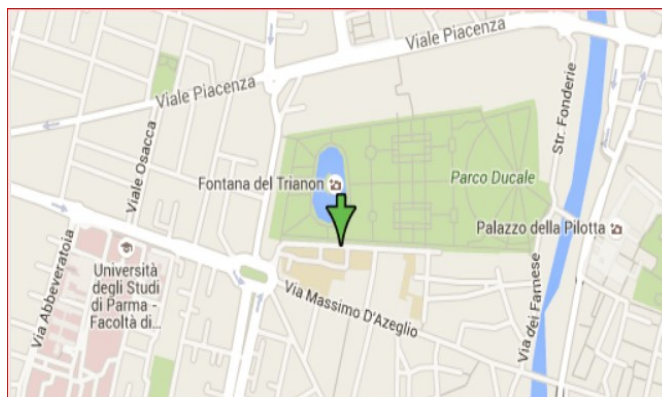 Viale Piacenza
Viale Piacenza
Viale Osacca
Str. Fonderie
Fontana del Trianon
Parco Ducale
Palazzo della Pilotta
Via Abbeveratoia
Università
degli Studi
di Parma -
Facoltà di...
Via Massimo D'Azeglio
Via dei Farnese